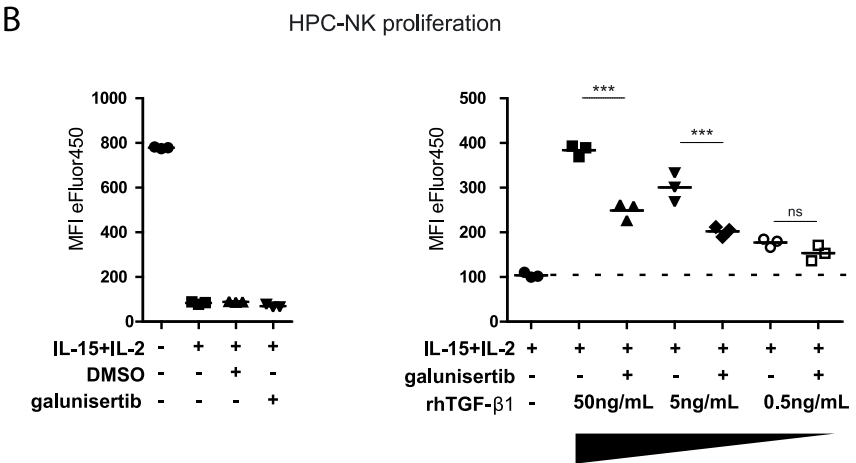 B
HPC-NK proliferation
MFI eFluor450
1000
800
600
400
200
0
IL-15+IL-2 - + + +
DMSO - - + -
galunisertib - - - +
MFI eFluor450
500
400
300
200
100
0
***
***
ns
IL-15+IL-2 + + + + + + +
galunisertib - - + - + - +
rhTGF-β1 - 50ng/mL 5ng/mL 0.5ng/mL